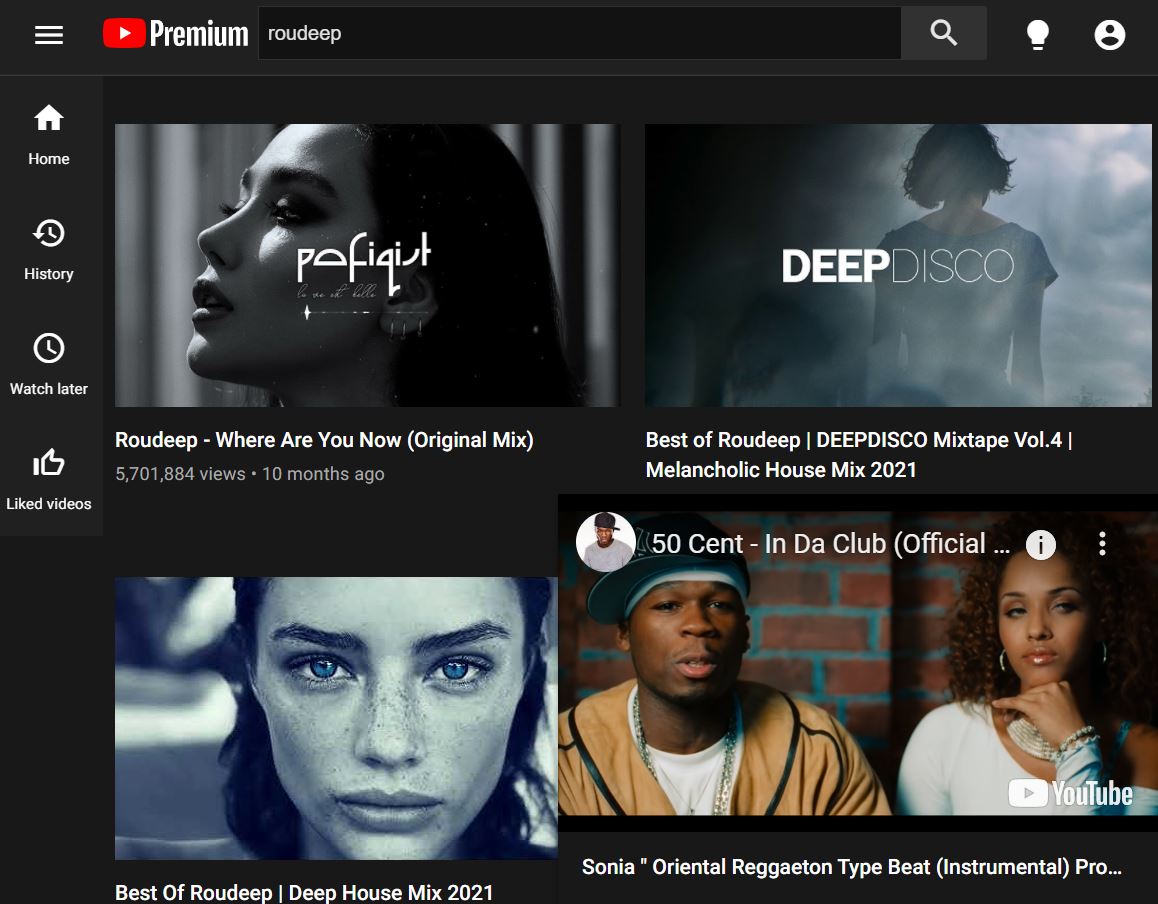 Premium
roudeep
Home
History
Watch later
Liked videos
pafiqit
la vie est belle
DEEPDISCO
Roudeep - Where Are You Now (Original Mix)
5,701,884 views • 10 months ago
Best of Roudeep | DEEPDISCO Mixtape Vol.4 |
Melancholic House Mix 2021
50 Cent - In Da Club (Official ...
YouTube
Best Of Roudeep | Deep House Mix 2021
Sonia " Oriental Reggaeton Type Beat (Instrumental) Pro...